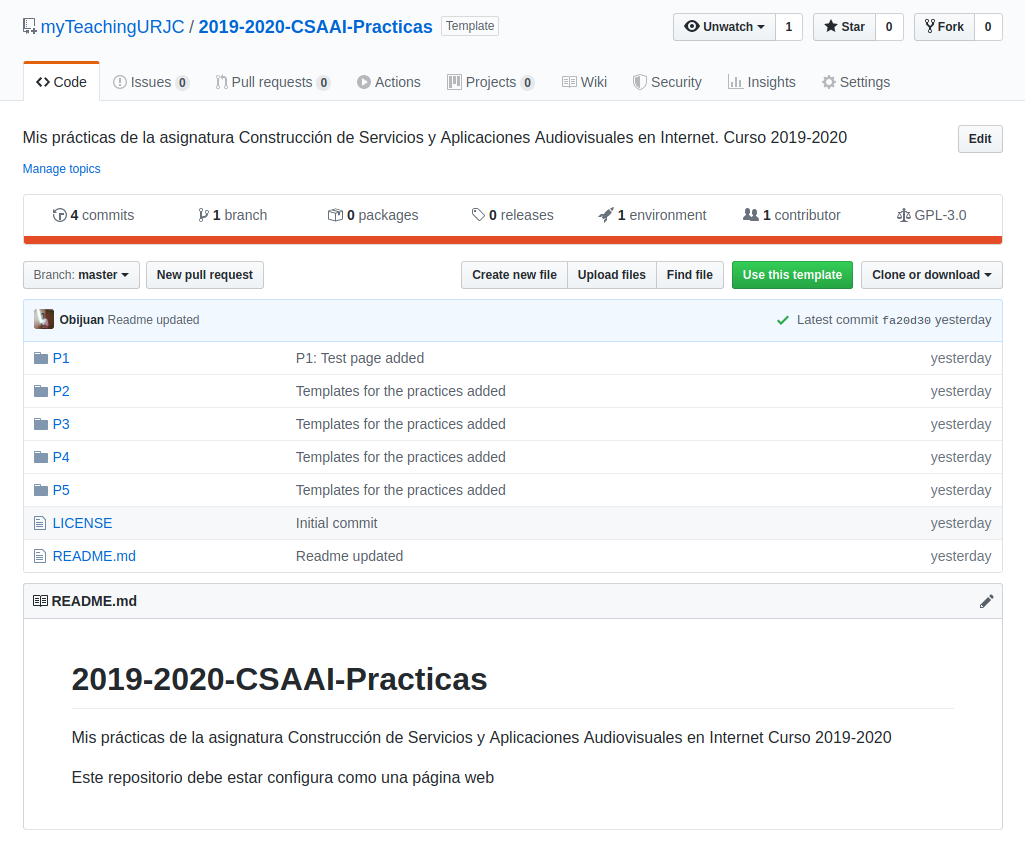 myTeachingURJC / 2019-2020-CSAAI-Practicas Template Unwatch 1 Star 0 Fork 0
Code Issues 0 Pull requests 0 Actions Projects 0 Wiki Security Insights Settings
Mis prácticas de la asignatura Construcción de Servicios y Aplicaciones Audiovisuales en Internet. Curso 2019-2020 Edit
Manage topics
4 commits 1 branch 0 packages 0 releases 1 environment 1 contributor GPL-3.0
Branch: master New pull request Create new file Upload files Find file Use this template Clone or download
Obijuan Readme updated Latest commit fa20d30 yesterday
P1 P1: Test page added yesterday
P2 Templates for the practices added yesterday
P3 Templates for the practices added yesterday
P4 Templates for the practices added yesterday
P5 Templates for the practices added yesterday
LICENSE Initial commit yesterday
README.md Readme updated yesterday
README.md
2019-2020-CSAAI-Practicas
Mis prácticas de la asignatura Construcción de Servicios y Aplicaciones Audiovisuales en Internet Curso 2019-2020
Este repositorio debe estar configura como una página web